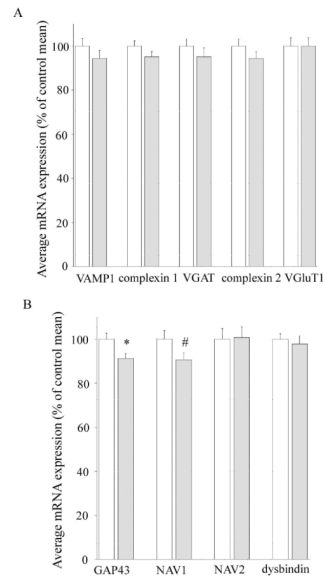 A
Average mRNA expression (% of control mean)
100
80
60
40
20
0
VAMP1 complexin 1 VGAT complexin 2 VGluT1
B
Average mRNA expression (% of control mean)
100
80
60
40
20
0
* #
GAP43 NAV1 NAV2 dysbindin